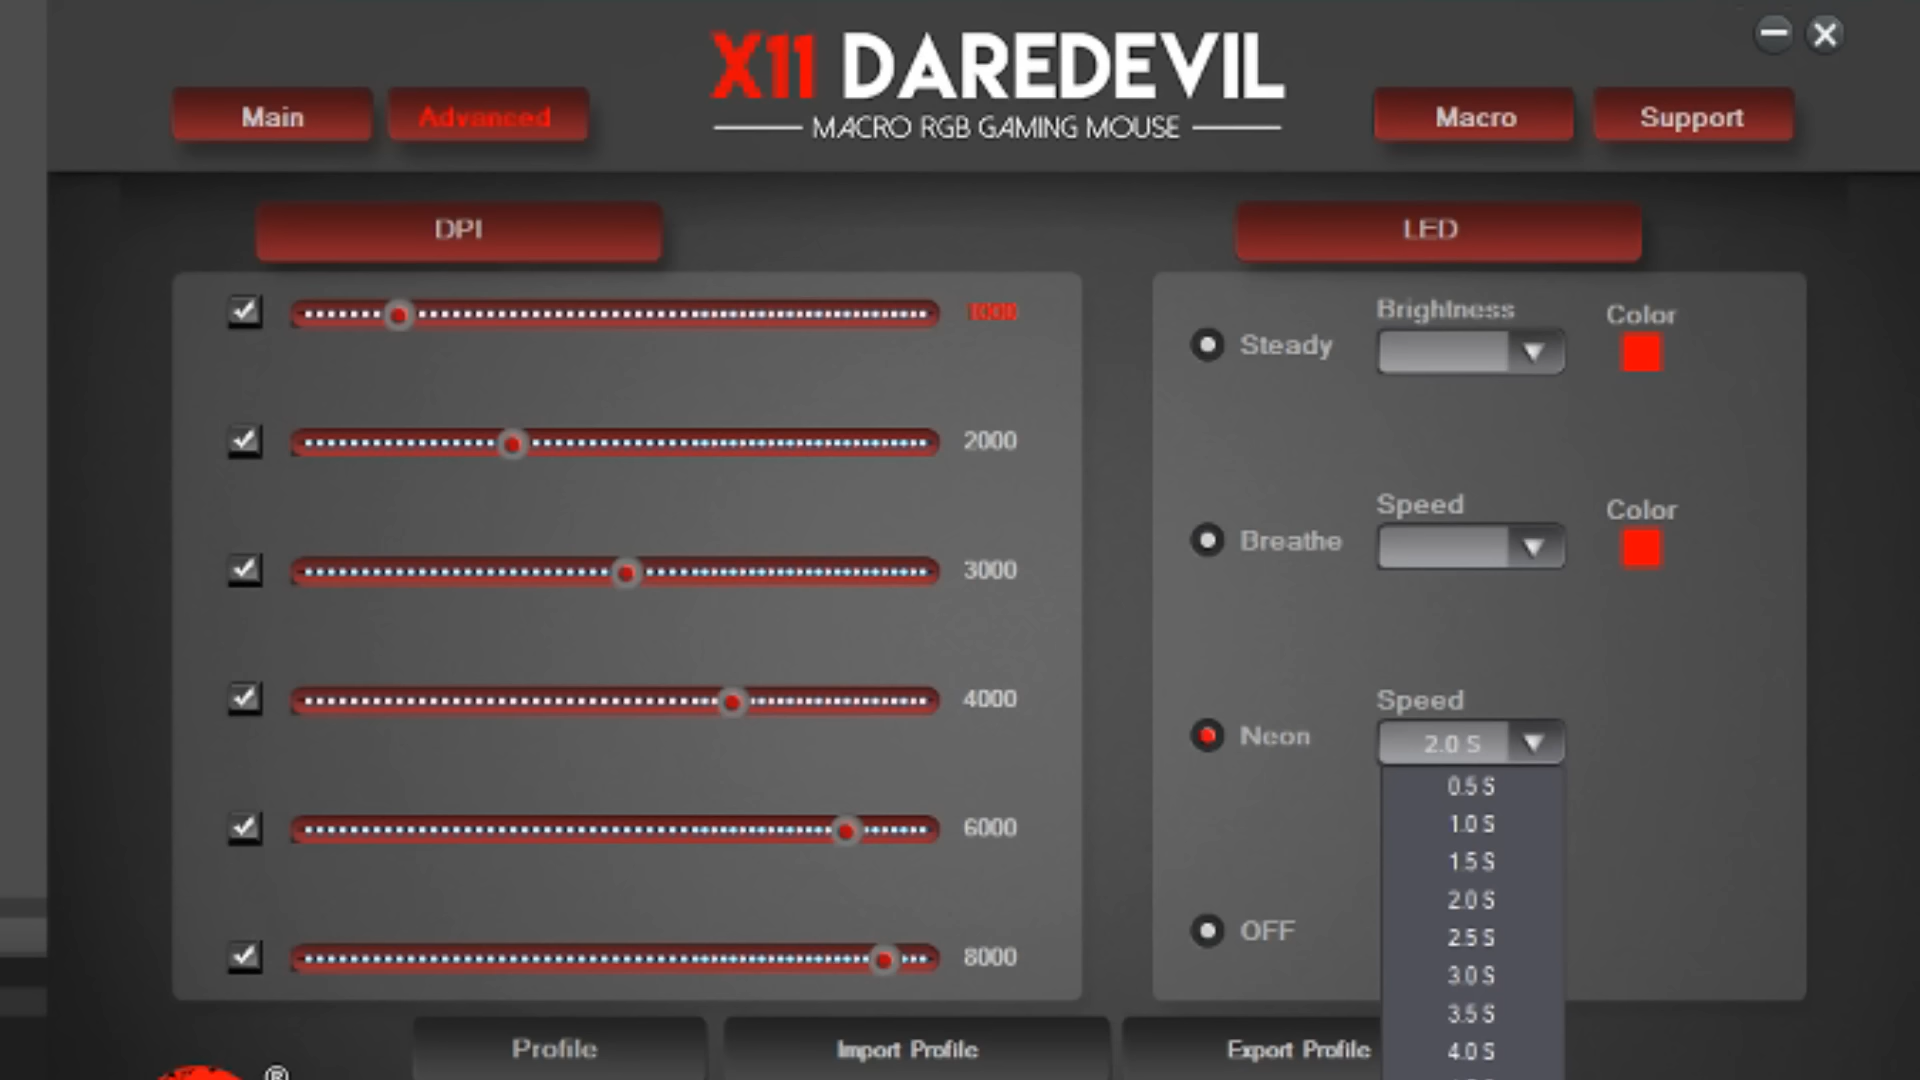 X11 DAREDEVIL
MACRO RGB GAMING MOUSE
Main
Advanced
Macro
Support
DPI
1000
2000
3000
4000
6000
8000
LED
Steady
Brightness
Color
Breathe
Speed
Color
Neon
Speed
2.0 S
0.5 S
1.0 S
1.5 S
2.0 S
2.5 S
3.0 S
3.5 S
4.0 S
OFF
Profile
Import Profile
Export Profile
®